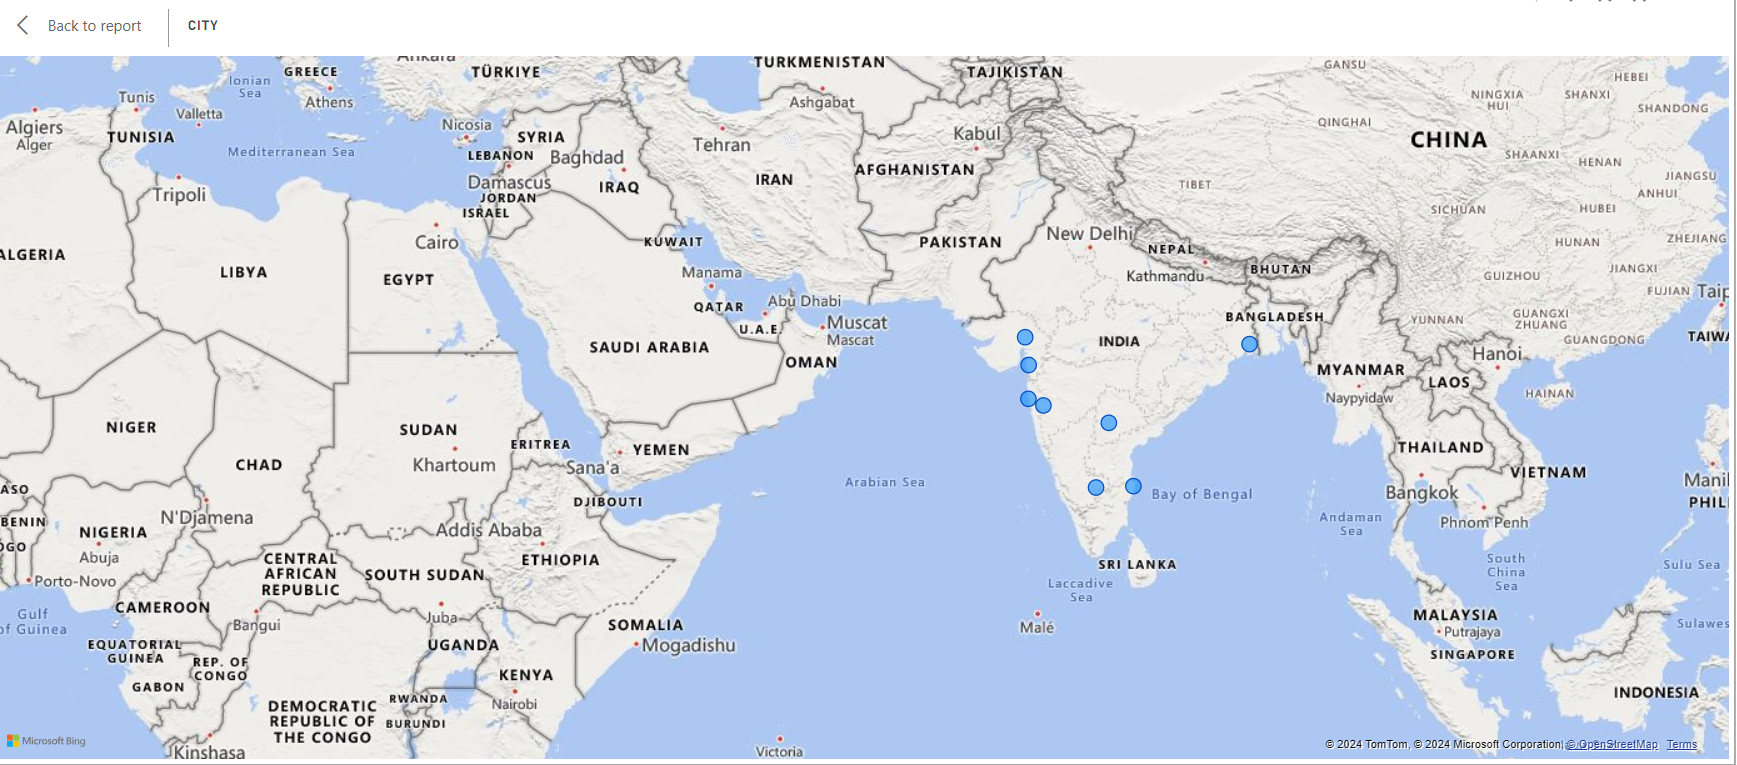 Back to report
CITY
Ankara
TURKMENISTAN
TAJIKISTAN
GANSU
GREECE
TÜRKIYE
HEBEI
Ionian
Sea
Tunis
Athens
Ashgabat
NINGXIA
HUI
SHANXI
SHANDONG
Valletta
Algiers
Alger
TUNISIA
Nicosia
SYRIA
Tehran
Kabul
QINGHAI
CHINA
Mediterranean Sea
LEBANON
Baghdad
SHAANXI
HENAN
Tripoli
Damascus
IRAQ
IRAN
AFGHANISTAN
TIBET
JIANGSU
JORDAN
ANHUI
ISRAEL
SICHUAN
HUBEI
Cairo
KUWAIT
PAKISTAN
New Delhi
NEPAL
HUNAN
ZHEJIANG
ALGERIA
LIBYA
EGYPT
Manama
Kathmandu
BHUTAN
GUIZHOU
JIANGXI
QATAR
Abu Dhabi
FUJIAN
Taip
U.A.E.
Muscat
Mascat
BANGLADESH
YUNNAN
GUANGXI
ZHUANG
GUANGDONG
TAIWA
SAUDI ARABIA
OMAN
INDIA
MYANMAR
Hanoi
LAOS
Naypyidaw
HAINAN
NIGER
SUDAN
ERITREA
YEMEN
THAILAND
CHAD
Khartoum
Sana'a
VIETNAM
ASO
Arabian Sea
Bay of Bengal
Bangkok
Manil
PHIL
DJIBOUTI
BENIN
N'Djamena
NIGERIA
Addis Ababa
Andaman
Sea
Phnom Penh
OGO
Abuja
CENTRAL
AFRICAN
REPUBLIC
ETHIOPIA
SRI LANKA
South
China
Sea
Sulu Sea
Porto-Novo
SOUTH SUDAN
Laccadive
Sea
Gulf
of Guinea
CAMEROON
Juba
SOMALIA
Malé
MALAYSIA
Putrajaya
Sulawes
Bangui
EQUATORIAL
GUINEA
UGANDA
Mogadishu
SINGAPORE
REP. OF
CONGO
KENYA
GABON
RWANDA
Nairobi
INDONESIA
DEMOCRATIC
REPUBLIC OF
THE CONGO
BURUNDI
Kinshasa
Victoria
Microsoft Bing
© 2024 TomTom, © 2024 Microsoft Corporation, © OpenStreetMap Terms